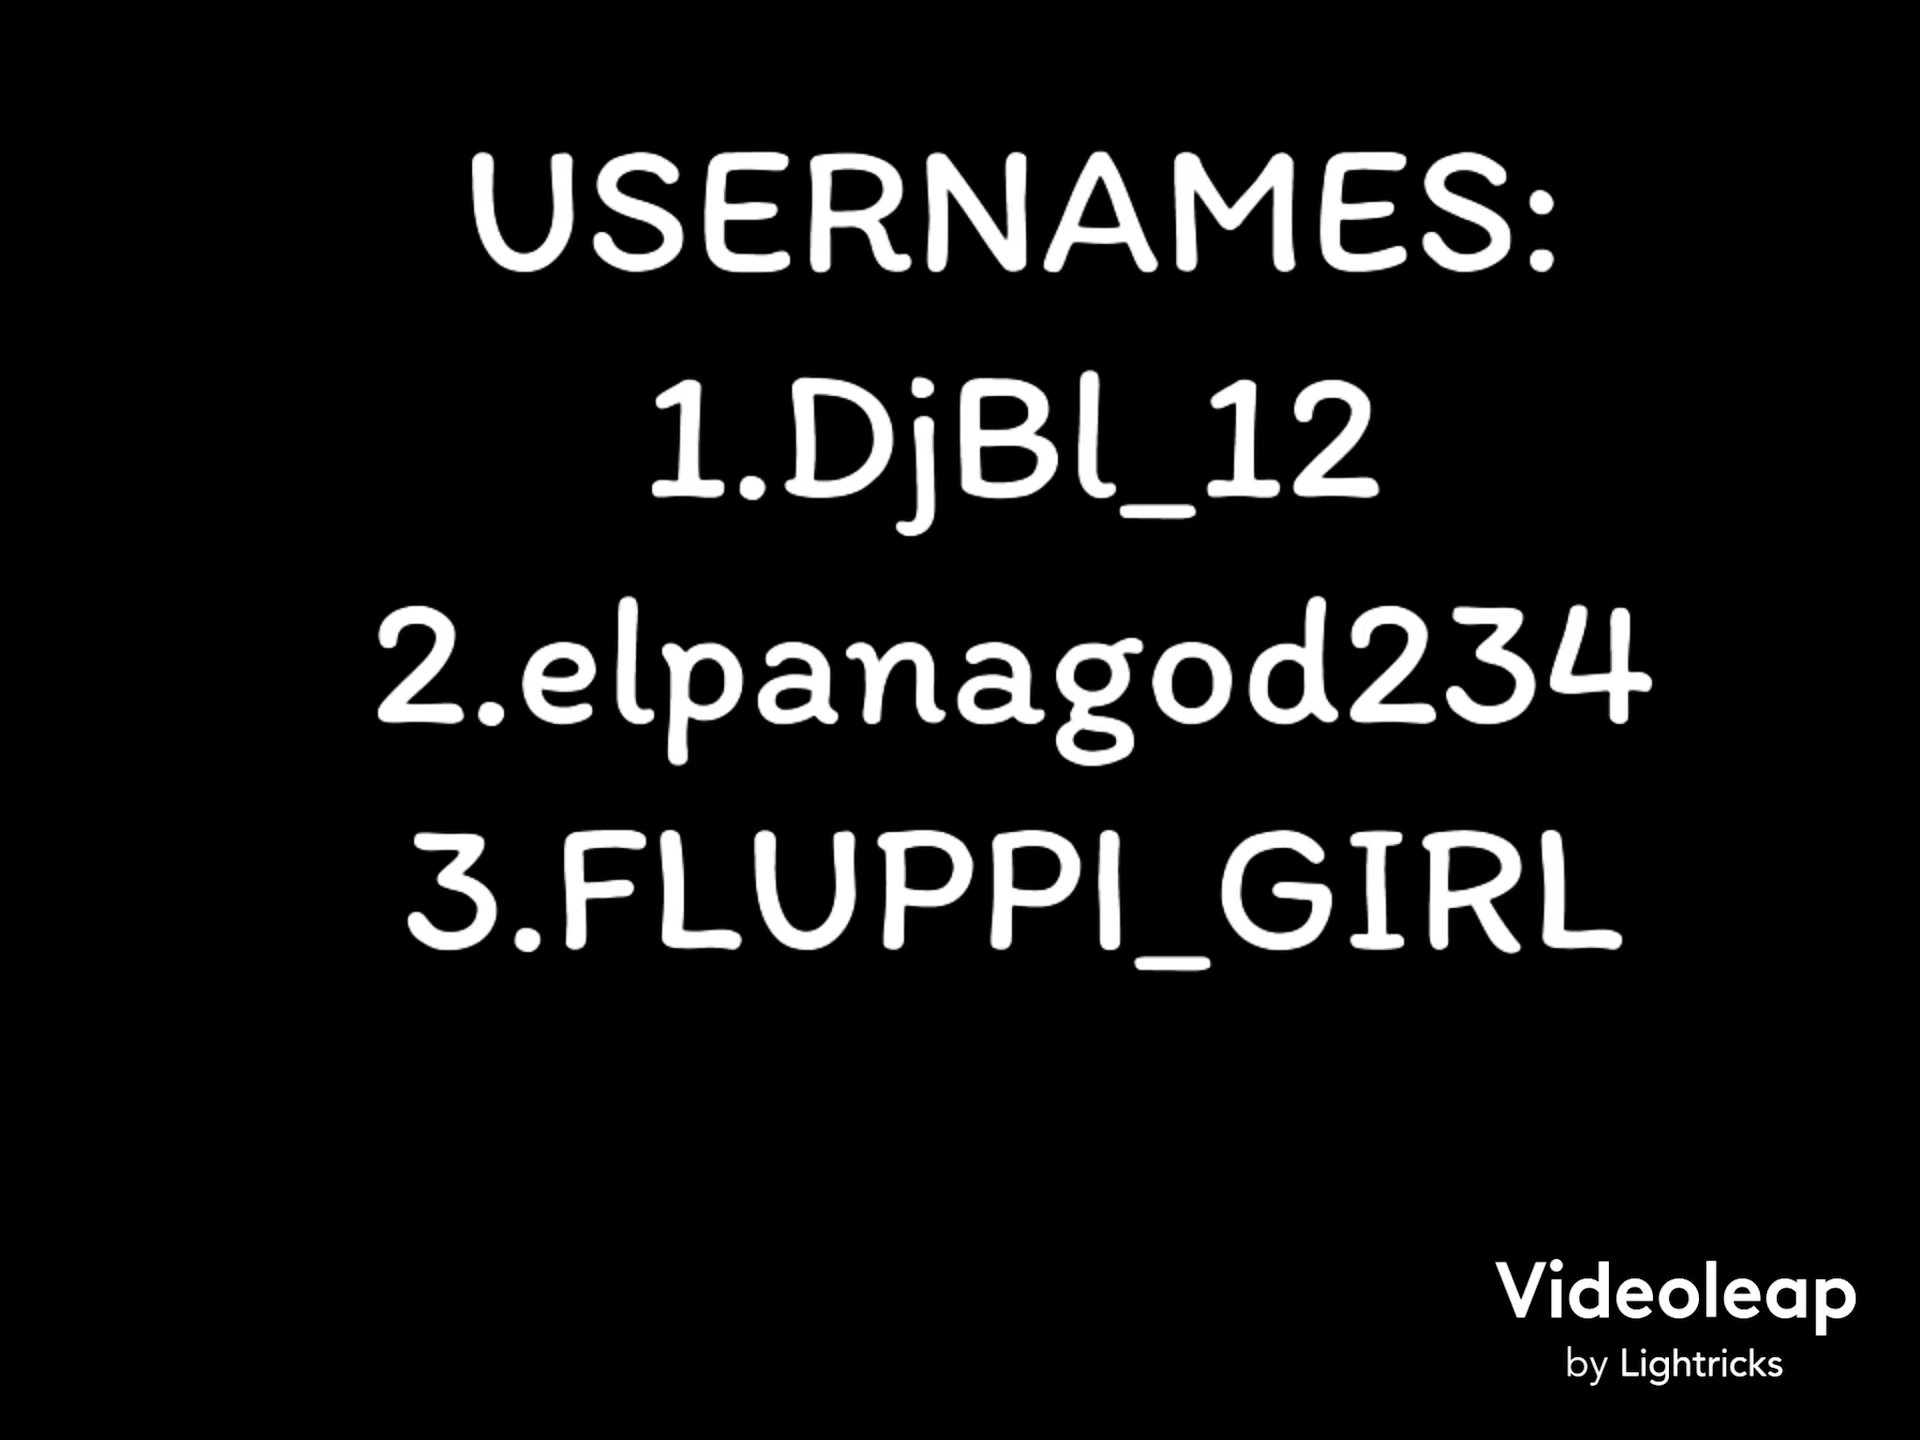 USERNAMES:
1.DjBl_12
2.elpanagod234
3.FLUPPI_GIRL
Videoleap
by Lightricks